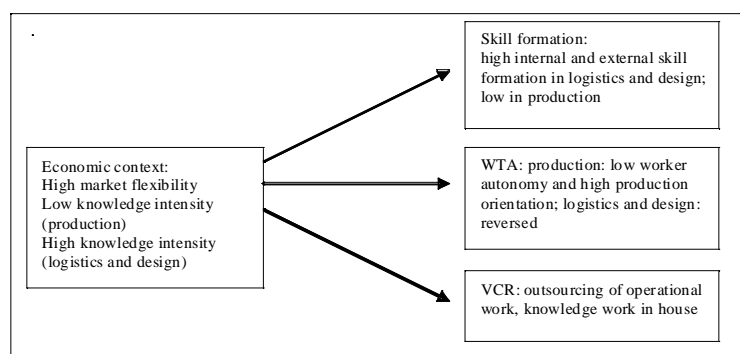 Skill formation:
high internal and external skill
formation in logistics and design;
low in production
Economic context:
High market flexibility
Low knowledge intensity
(production)
High knowledge intensity
(logistics and design)
WTA: production: low worker
autonomy and high production
orientation; logistics and design:
reversed
VCR: outsourcing of operational
work, knowledge work in house